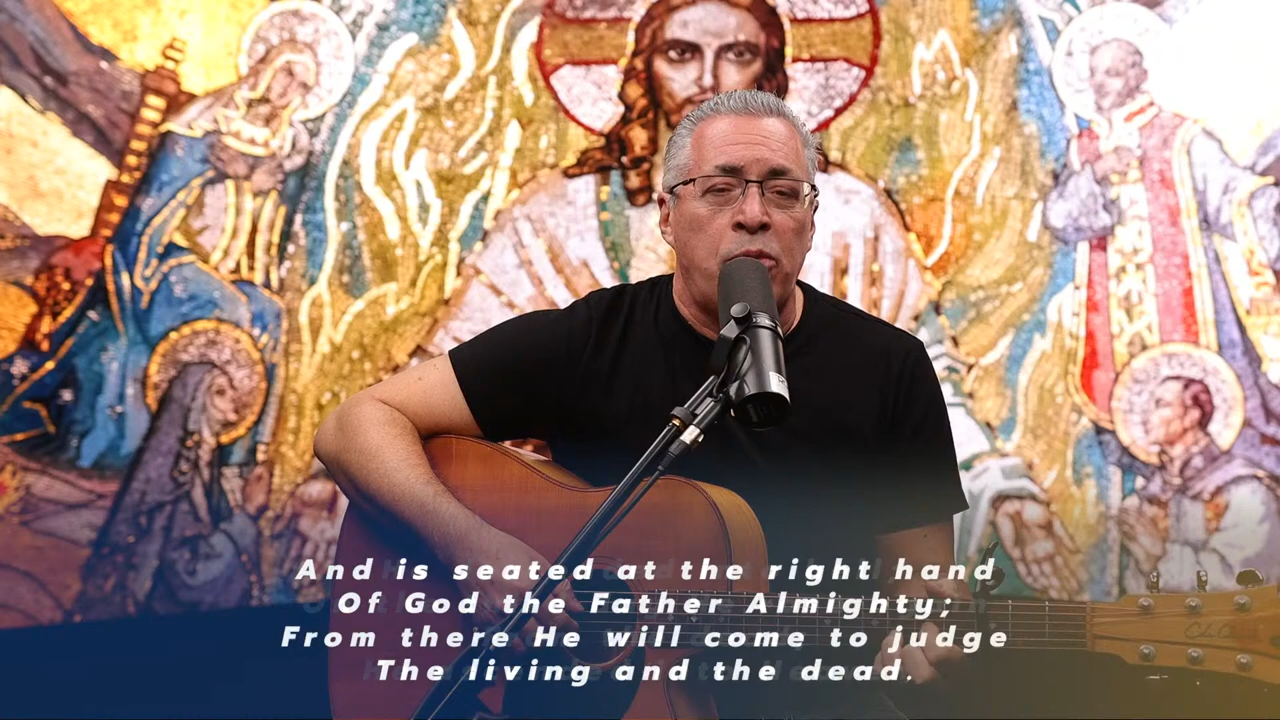 And is seated at the right hand
Of God the Father Almighty;
From there He will come to judge
The living and the dead.